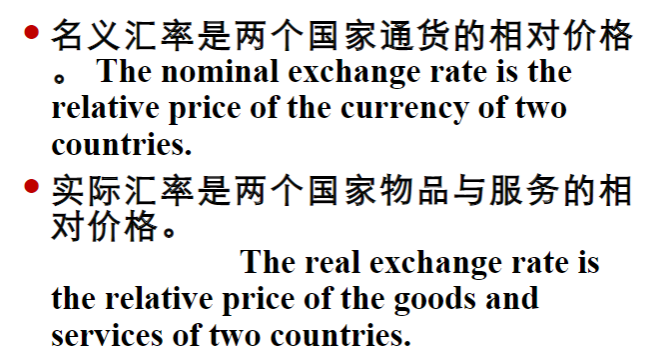 • 名义汇率是两个国家通货的相对价格
。 The nominal exchange rate is the
relative price of the currency of two
countries.
• 实际汇率是两个国家物品与服务的相
对价格。
The real exchange rate is
the relative price of the goods and
services of two countries.